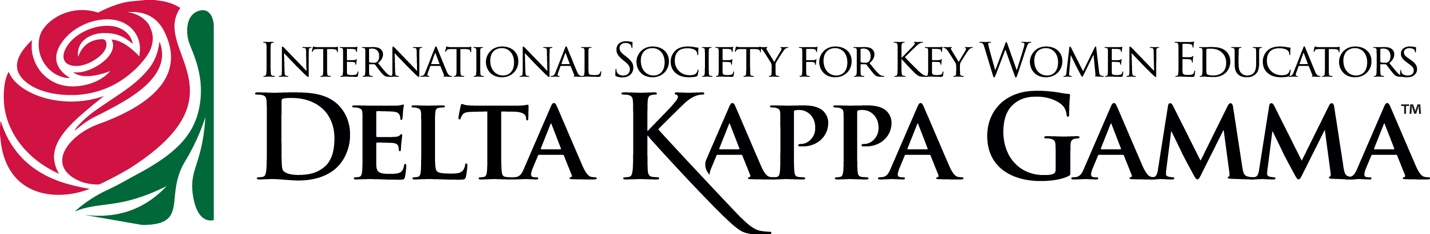 International Society for Key Women Educators
Delta Kappa Gamma™